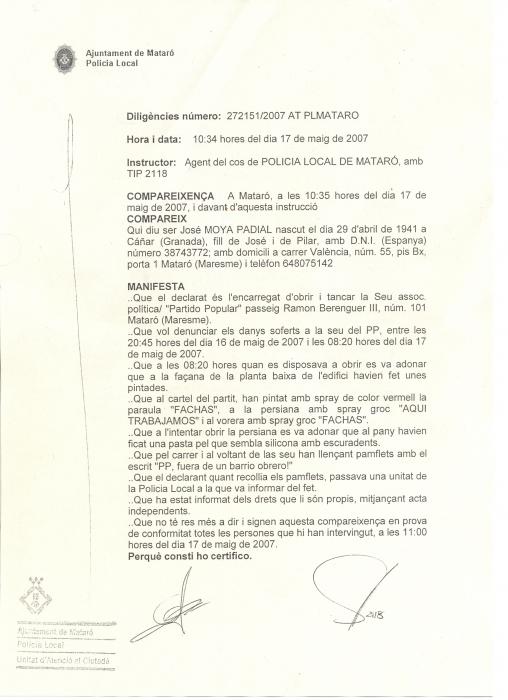 Ajuntament de Mataró
Policia Local
Diligències número: 272151/2007 AT PLMATARO
Hora i data: 10:34 hores del dia 17 de maig de 2007
Instructor: Agent del cos de POLICIA LOCAL DE MATARÓ, amb
TIP 2118
COMPAREIXENÇA A Mataró, a les 10:35 hores del dia 17 de
maig de 2007, i davant d'aquesta instrucció
COMPAREIX
Qui diu ser José MOYA PADIAL nascut el dia 29 d'abril de 1941 a
Cáñar (Granada), fill de José i de Pilar, amb D.N.I. (Espanya)
número 38743772; amb domicili a carrer València, núm. 55, pis Bx,
porta 1 Mataró (Maresme) i telèfon 648075142
MANIFESTA
..Que el declarat és l'encarregat d'obrir i tancar la Seu assoc.
política/ "Partido Popular" passeig Ramon Berenguer III, núm. 101
Mataró (Maresme).
..Que vol denunciar els danys soferts a la seu del PP, entre les
20:45 hores del dia 16 de maig de 2007 i les 08:20 hores del dia 17
de maig de 2007.
..Que a les 08:20 hores quan es disposava a obrir es va adonar
que a la façana de la planta baixa de l'edifici havien fet unes
pintades.
..Que al cartel del partit, han pintat amb spray de color vermell la
paraula "FACHAS", a la persiana amb spray groc "AQUI
TRABAJAMOS" i al vorera amb spray groc "FACHAS".
..Que a l'intentar obrir la persiana es va adonar que al pany havien
ficat una pasta pel que sembla silicona amb escuradents.
..Que pel carrer i al voltant de las seu han llençant pamflets amb el
escrit "PP, fuera de un barrio obrero!"
..Que el declarant quant recollia els pamflets, passava una unitat de
la Policia Local a la que va informar del fet.
..Que ha estat informat dels drets que li són propis, mitjançant acta
independents.
..Que no té res més a dir i signen aquesta compareixença en prova
de conformitat totes les persones que hi han intervingut, a les 11:00
hores del dia 17 de maig de 2007.
Perquè consti ho certifico.
2118
Ajuntament de Mataró
Policia Local
Unitat d'Atenció al Ciutadà